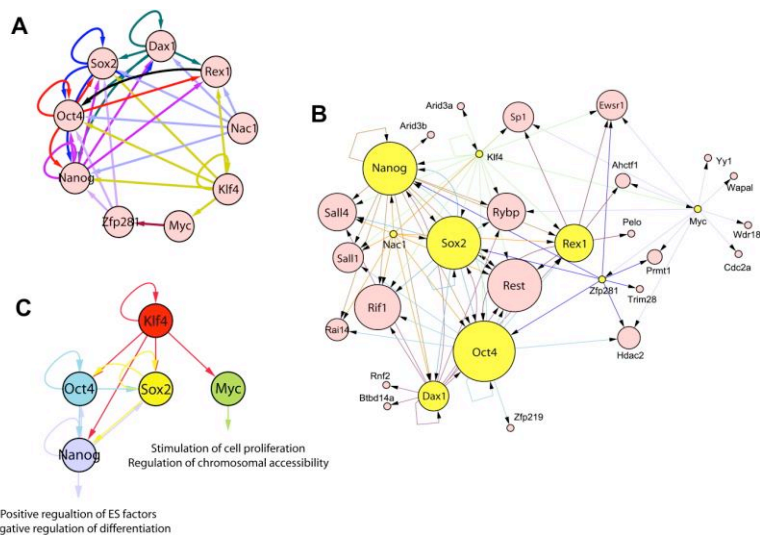 A
Sox2
Dax1
Rex1
Oct4
Nac1
Nanog
Klf4
Zfp281
Myc
B
Arid3a
Arid3b
Sp1
Ewsr1
Klf4
Nanog
Ahctf1
Yy1
Wapal
Sall4
Rybp
Myc
Nac1
Sox2
Rex1
Pelo
Wdr18
Sall1
Cdc2a
Prmt1
Zfp281
Rest
Trim28
Rif1
Rai14
Hdac2
Oct4
Rnf2
Btbd14a
Dax1
Zfp219
C
Klf4
Oct4
Sox2
Myc
Nanog
Stimulation of cell proliferation
Regulation of chromosomal accessibility
Positive regualtion of ES factors
gative regulation of differentiation